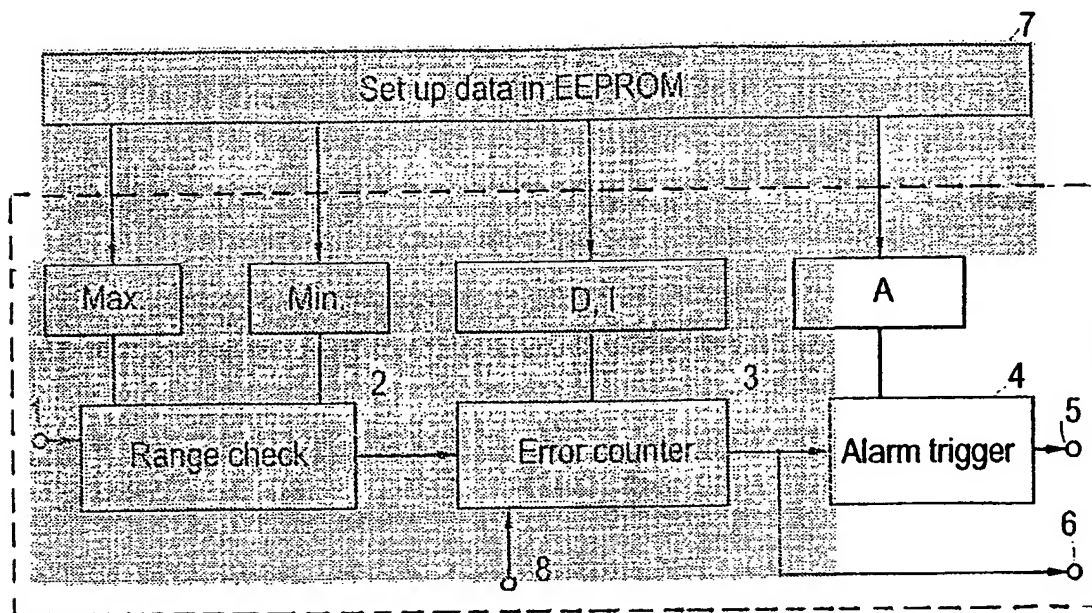 7
Set up data in EEPROM
Max.
Min.
D, I
A
1
2
3
4
5
Range check
Error counter
Alarm trigger
6
8